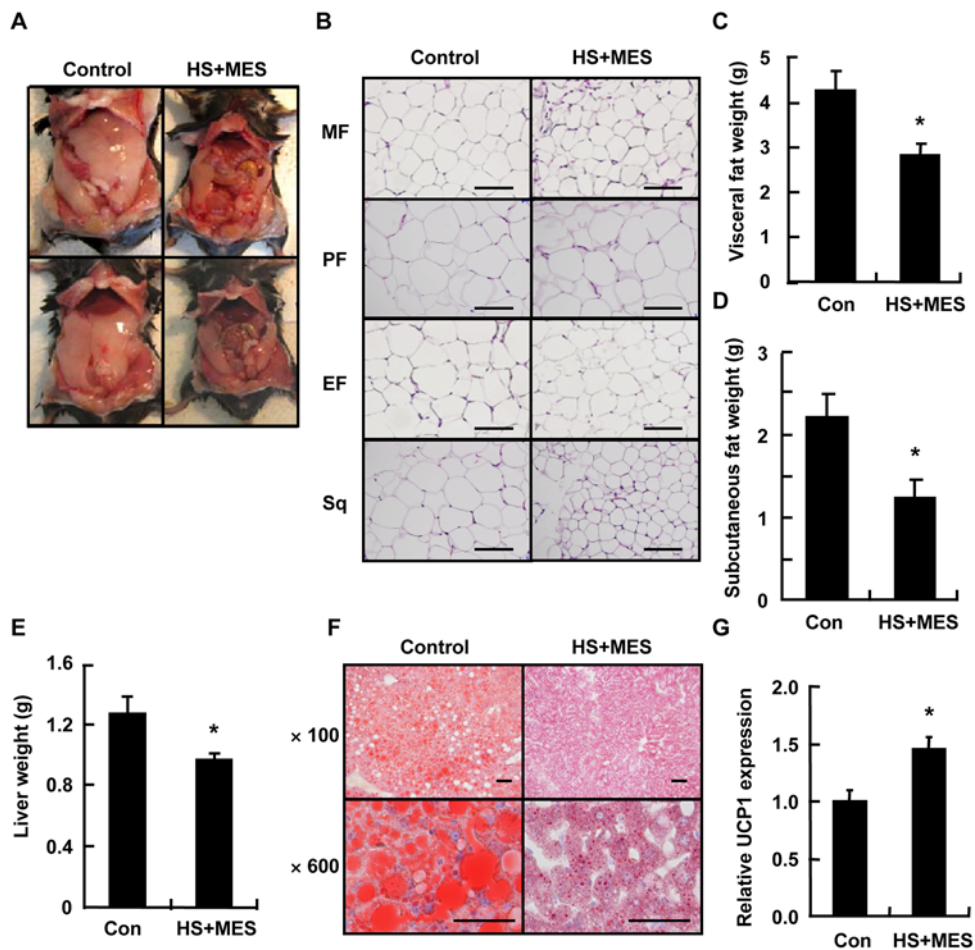 A
Control HS+MES
B
Control HS+MES
MF
PF
EF
Sq
C
Visceral fat weight (g)
5
4
3
2
1
0
*
Con HS+MES
D
Subcutaneous fat weight (g)
3
2
1
0
*
Con HS+MES
E
Liver weight (g)
1.6
1.2
0.8
0.4
0
*
Con HS+MES
F
Control HS+MES
× 100
× 600
G
Relative UCP1 expression
2.0
1.5
1.0
0.5
0.0
*
Con HS+MES